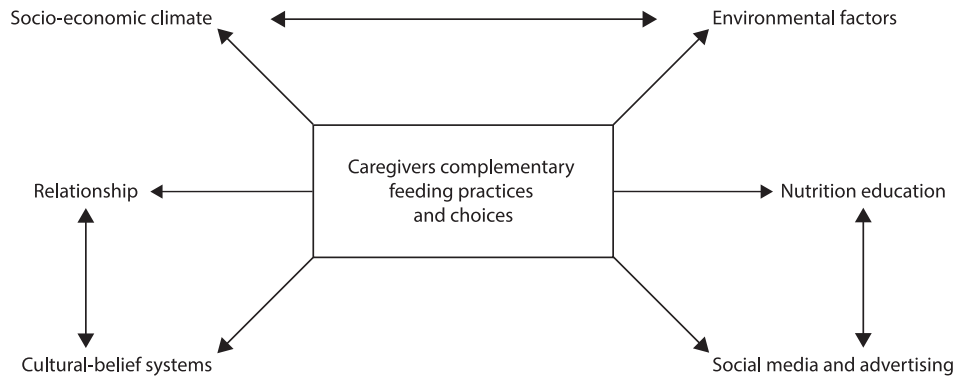 Socio-economic climate
Environmental factors
Caregivers complementary
feeding practices
and choices
Relationship
Nutrition education
Cultural-belief systems
Social media and advertising